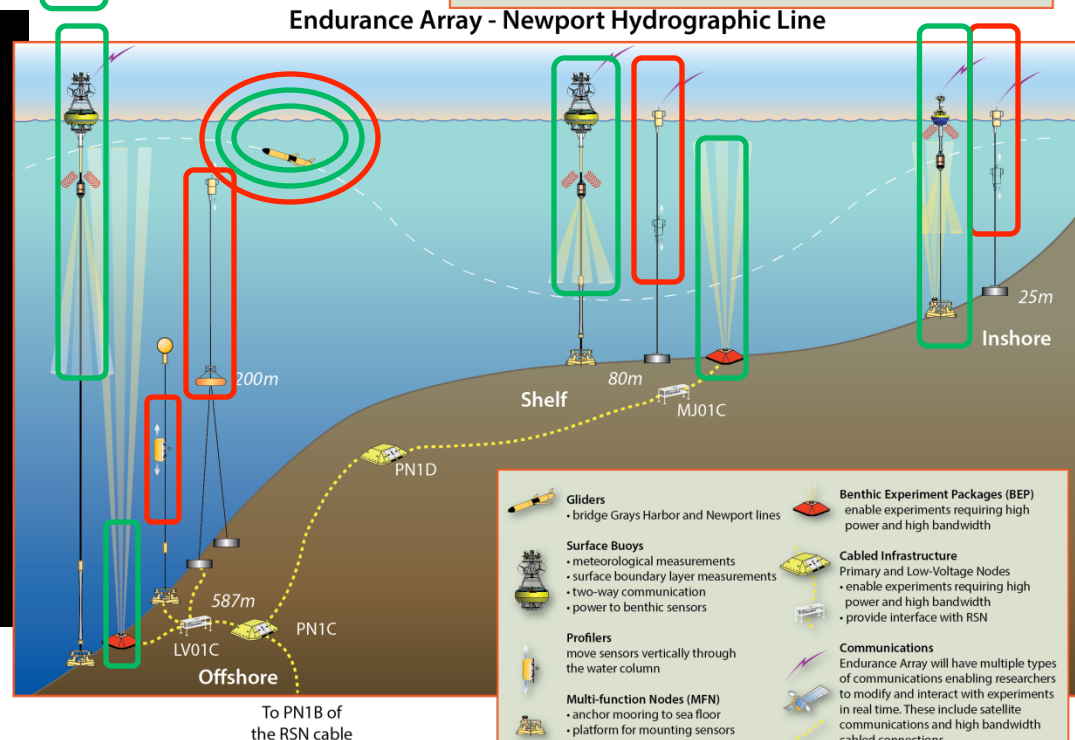 Endurance Array - Newport Hydrographic Line
200m
80m
25m
Inshore
Shelf
MJ01C
PN1D
587m
LV01C
PN1C
Offshore
To PN1B of
the RSN cable
Gliders
• bridge Grays Harbor and Newport lines
Surface Buoys
• meteorological measurements
• surface boundary layer measurements
• two-way communication
• power to benthic sensors
Profilers
move sensors vertically through
the water column
Multi-function Nodes (MFN)
• anchor mooring to sea floor
• platform for mounting sensors
Benthic Experiment Packages (BEP)
enable experiments requiring high
power and high bandwidth
Cabled Infrastructure
Primary and Low-Voltage Nodes
• enable experiments requiring high
power and high bandwidth
• provide interface with RSN
Communications
Endurance Array will have multiple types
of communications enabling researchers
to modify and interact with experiments
in real time. These include satellite
communications and high bandwidth
cabled connections